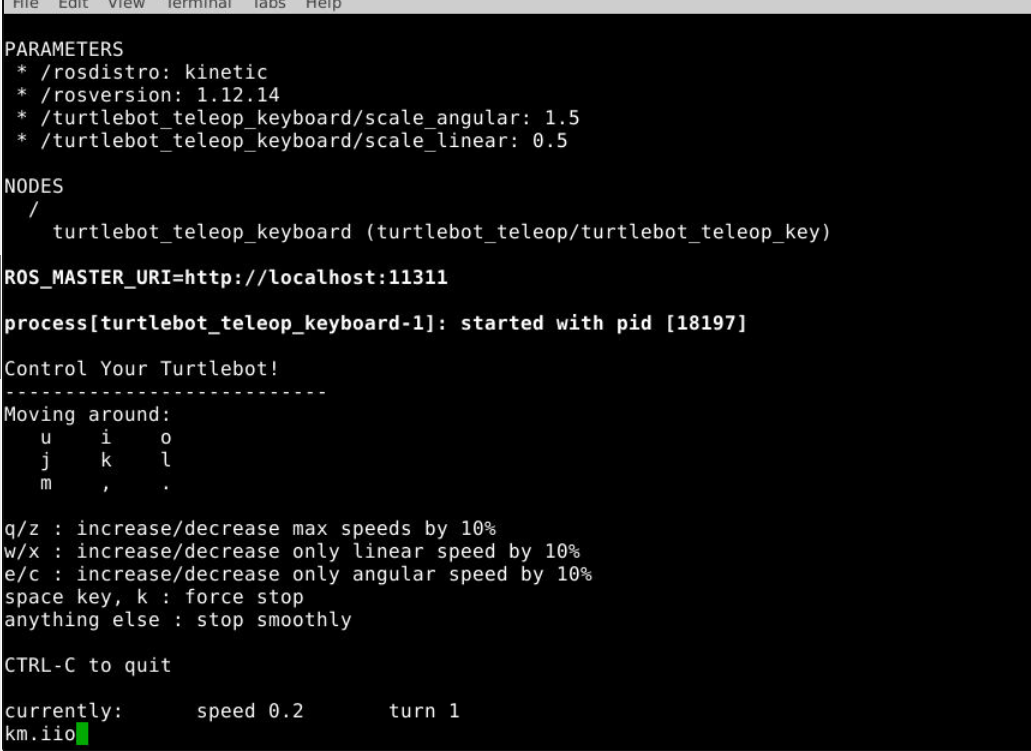 File Edit View Terminal Tabs Help
PARAMETERS
* /rosdistro: kinetic
* /rosversion: 1.12.14
* /turtlebot_teleop_keyboard/scale_angular: 1.5
* /turtlebot_teleop_keyboard/scale_linear: 0.5
NODES
/
turtlebot_teleop_keyboard (turtlebot_teleop/turtlebot_teleop_key)
ROS_MASTER_URI=http://localhost:11311
process[turtlebot_teleop_keyboard-1]: started with pid [18197]
Control Your Turtlebot!
---------------------------
Moving around:
u i o
j k l
m , .
q/z : increase/decrease max speeds by 10%
w/x : increase/decrease only linear speed by 10%
e/c : increase/decrease only angular speed by 10%
space key, k : force stop
anything else : stop smoothly
CTRL-C to quit
currently: speed 0.2 turn 1
km.iio